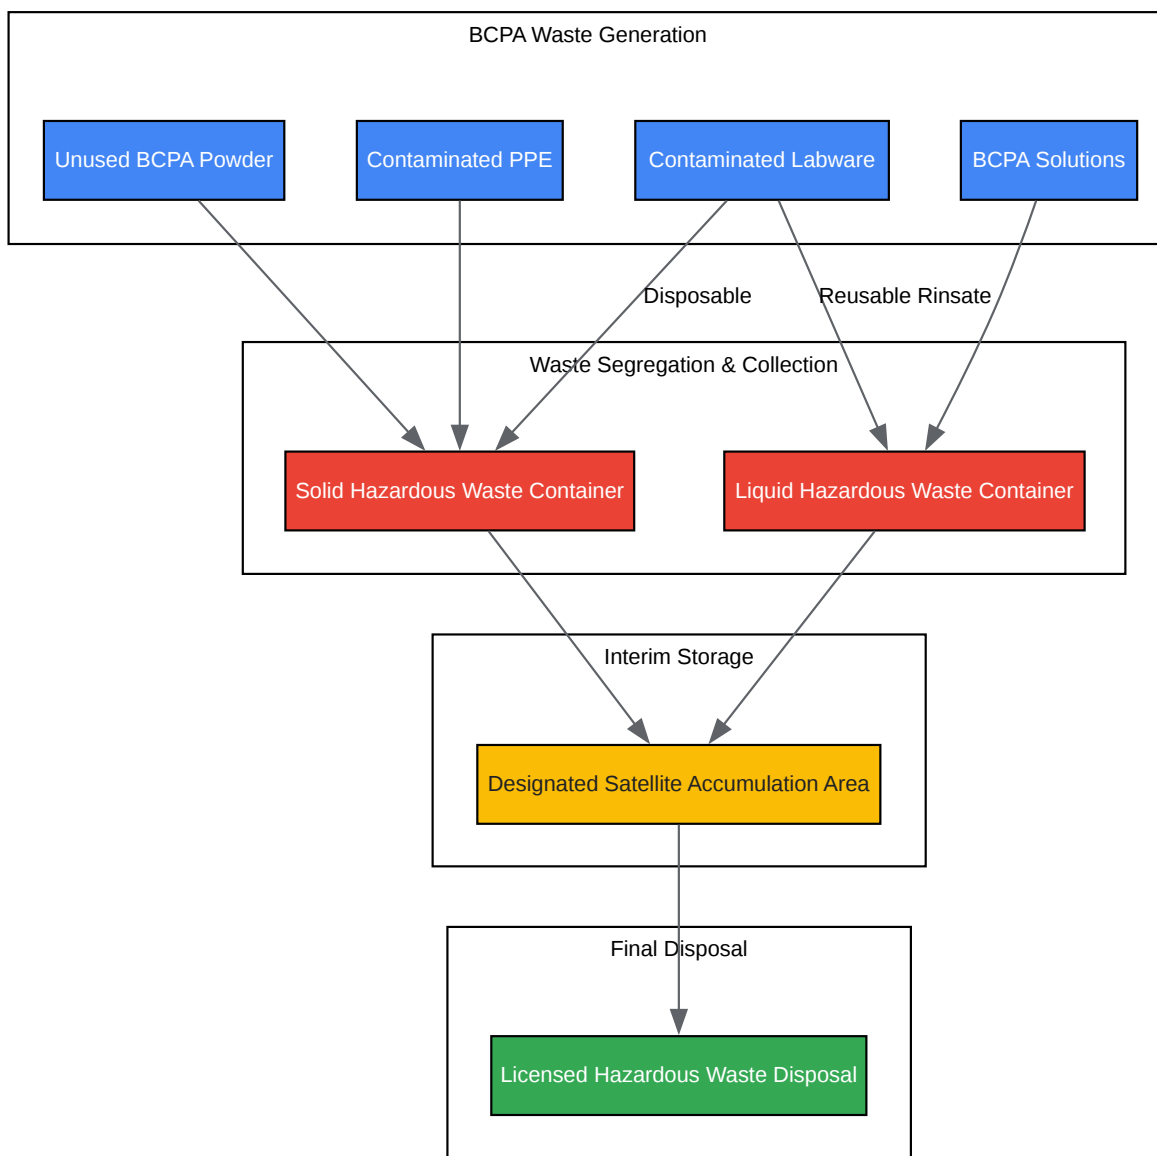 BCPA Waste Generation
Unused BCPA Powder
Contaminated PPE
Contaminated Labware
BCPA Solutions
Disposable
Reusable Rinsate
Waste Segregation & Collection
Solid Hazardous Waste Container
Liquid Hazardous Waste Container
Interim Storage
Designated Satellite Accumulation Area
Final Disposal
Licensed Hazardous Waste Disposal